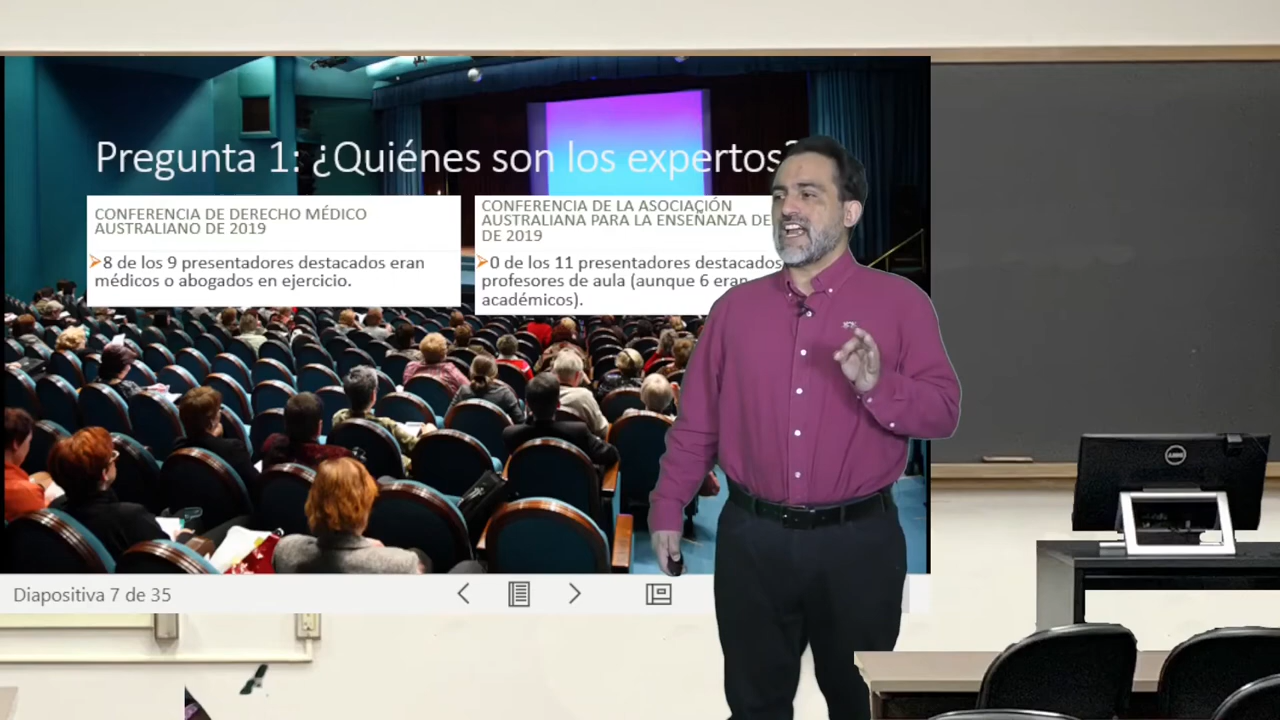 Pregunta 1: ¿Quiénes son los expertos?
CONFERENCIA DE DERECHO MÉDICO
AUSTRALIANO DE 2019
➤8 de los 9 presentadores destacados eran
médicos o abogados en ejercicio.
CONFERENCIA DE LA ASOCIACIÓN
AUSTRALIANA PARA LA ENSEÑANZA DE
DE 2019
➤0 de los 11 presentadores destacados
profesores de aula (aunque 6 eran
académicos).
Diapositiva 7 de 35
DELL